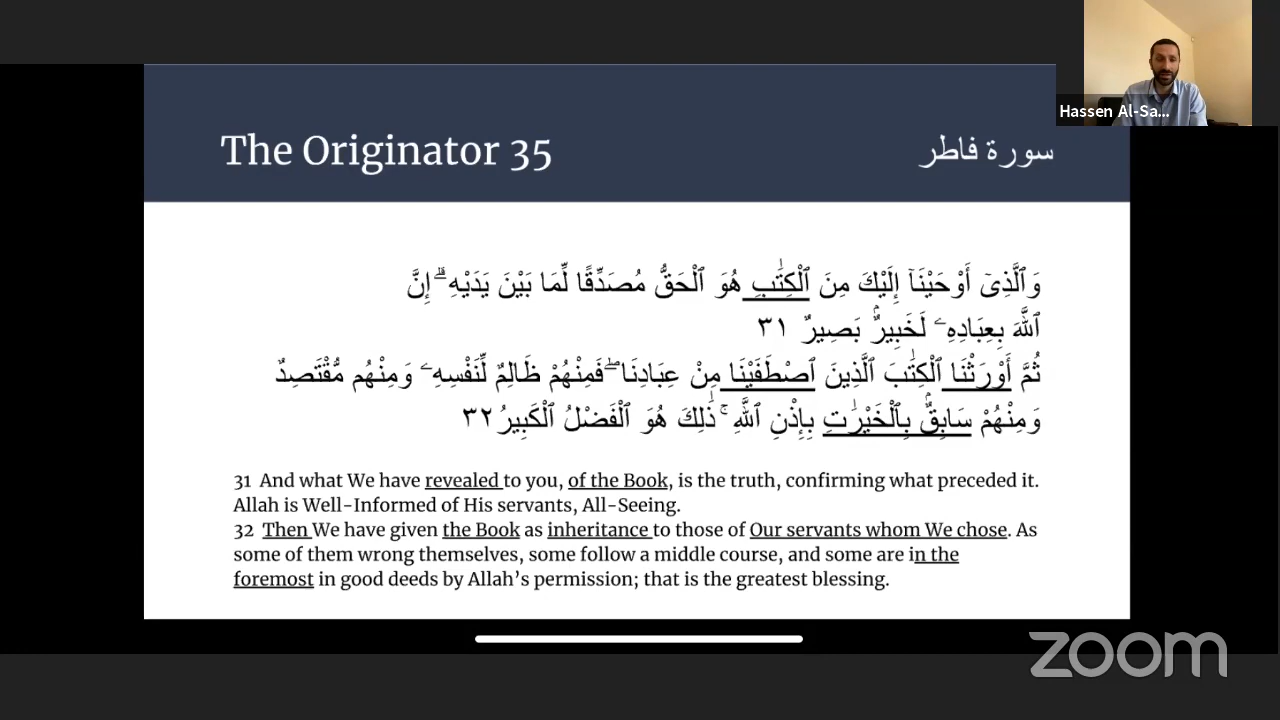 Hassen Al-Sa...
The Originator 35
سورة فاطر
وَٱلَّذِىٓ أَوْحَيْنَآ إِلَيْكَ مِنَ ٱلْكِتَٰبِ هُوَ ٱلْحَقُّ مُصَدِّقًا لِّمَا بَيْنَ يَدَيْهِ ۗ إِنَّ
ٱللَّهَ بِعِبَادِهِۦ لَخَبِيرٌۢ بَصِيرٌ ٣١
ثُمَّ أَوْرَثْنَا ٱلْكِتَٰبَ ٱلَّذِينَ ٱصْطَفَيْنَا مِنْ عِبَادِنَا ۖ فَمِنْهُمْ ظَالِمٌ لِّنَفْسِهِۦ وَمِنْهُم مُّقْتَصِدٌ
وَمِنْهُمْ سَابِقٌۢ بِٱلْخَيْرَٰتِ بِإِذْنِ ٱللَّهِ ۚ ذَٰلِكَ هُوَ ٱلْفَضْلُ ٱلْكَبِيرُ ٣٢
31 And what We have revealed to you, of the Book, is the truth, confirming what preceded it.
Allah is Well-Informed of His servants, All-Seeing.
32 Then We have given the Book as inheritance to those of Our servants whom We chose. As
some of them wrong themselves, some follow a middle course, and some are in the
foremost in good deeds by Allah's permission; that is the greatest blessing.
zoom